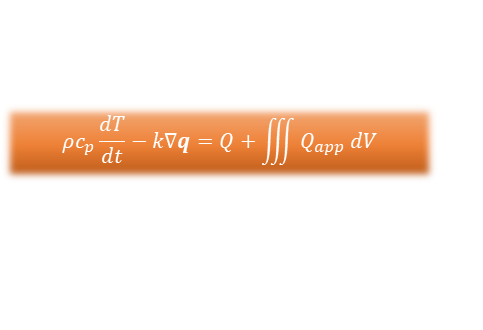 ρc_p dT/dt − k∇q = Q + ∭ Q_app dV